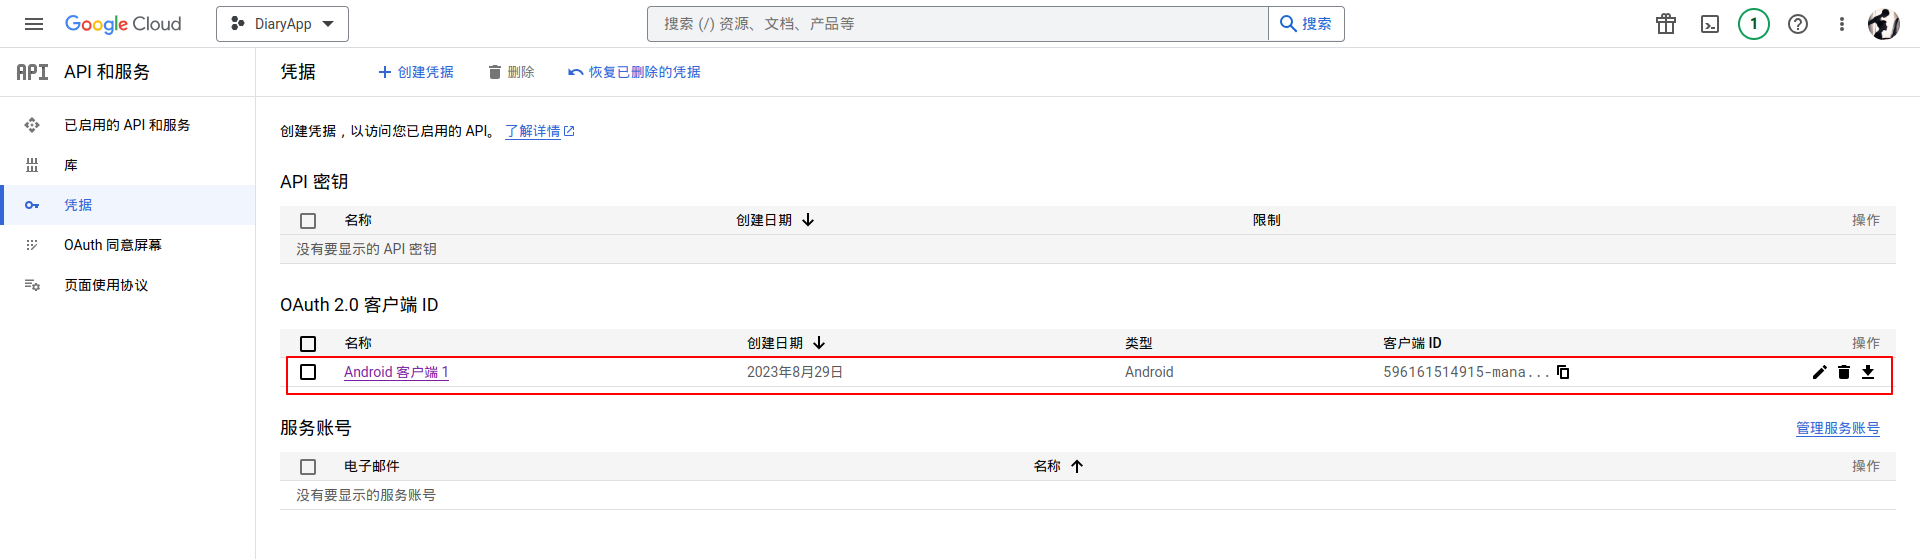 Google Cloud DiaryApp 搜索 (/) 资源、文档、产品等 搜索 1
API API 和服务 凭据 创建凭据 删除 恢复已删除的凭据
已启用的 API 和服务
库
凭据
OAuth 同意屏幕
页面使用协议
创建凭据，以访问您已启用的 API。 了解详情
API 密钥
名称 创建日期 限制 操作
没有要显示的 API 密钥
OAuth 2.0 客户端 ID
名称 创建日期 类型 客户端 ID 操作
Android 客户端 1 2023年8月29日 Android 596161514915-mana...
服务账号 管理服务账号
电子邮件 名称 操作
没有要显示的服务账号